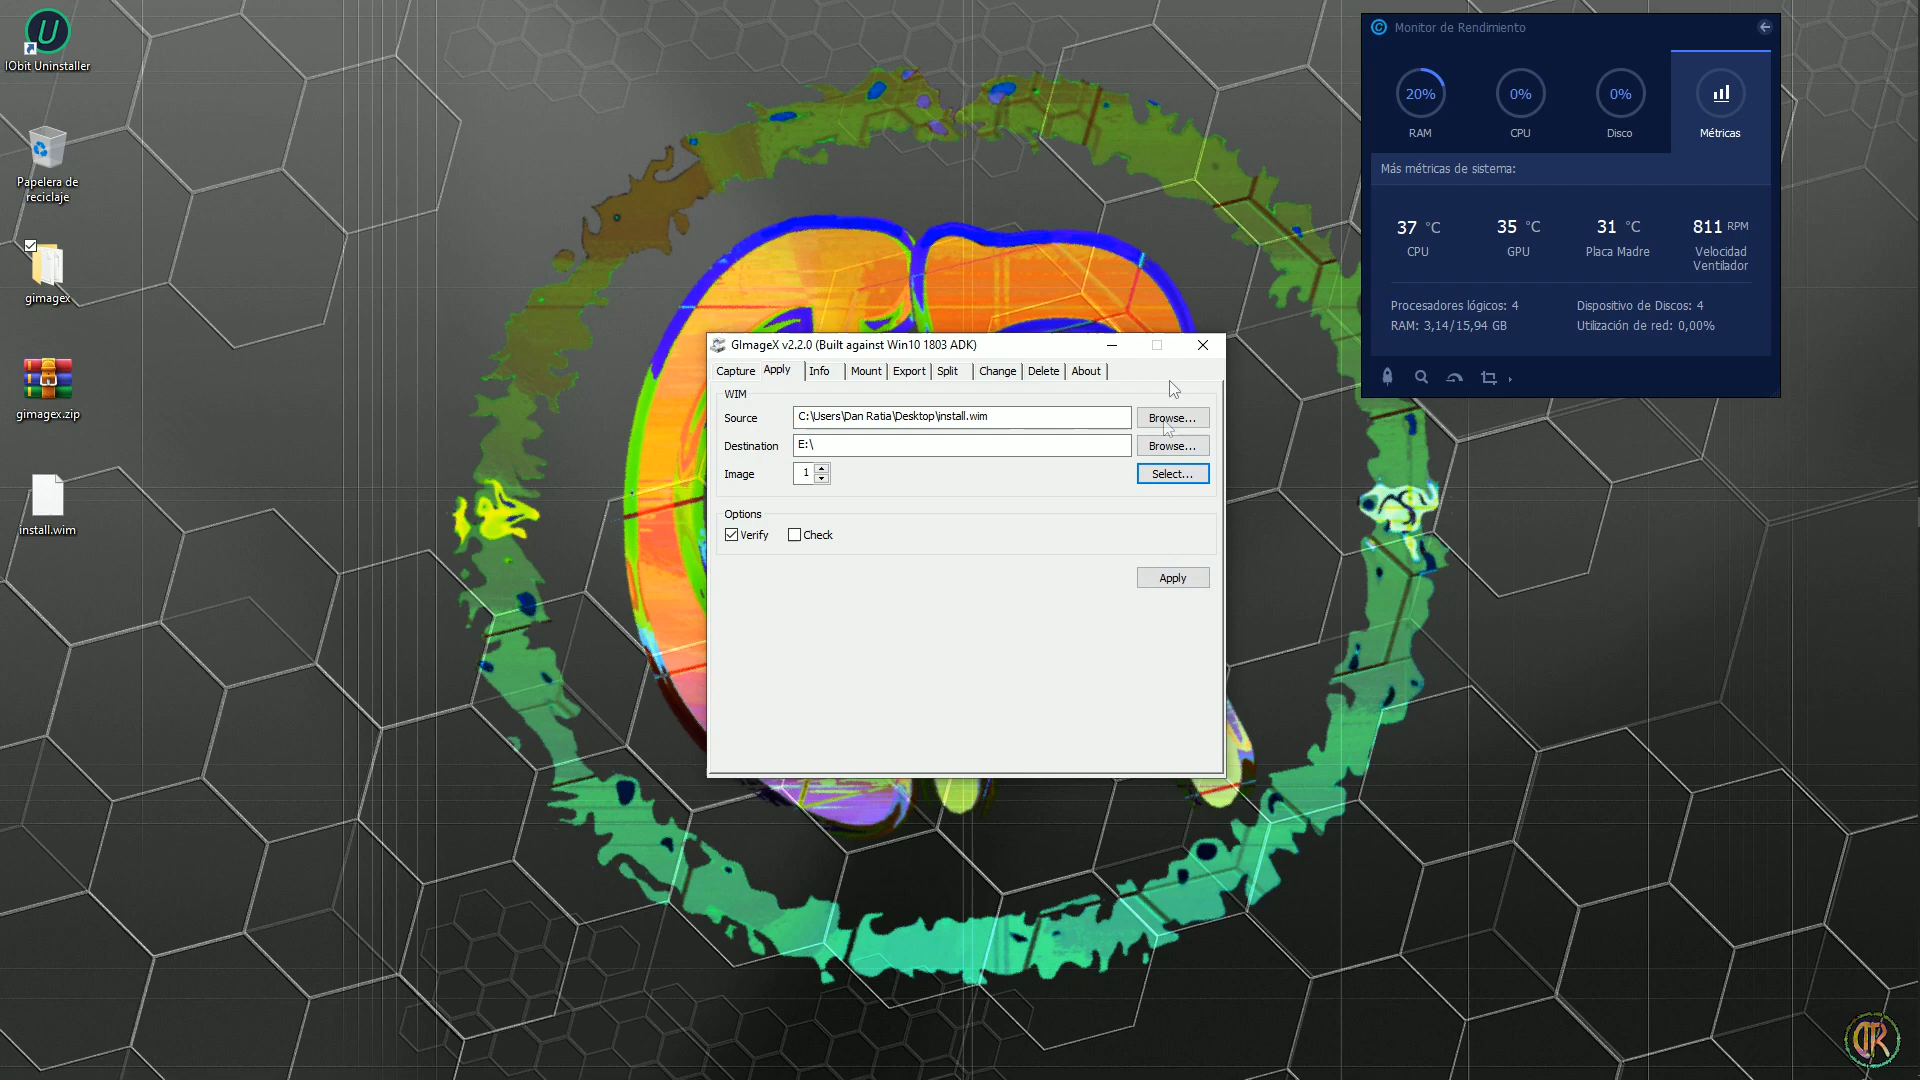 IObit Uninstaller
Papelera de
reciclaje
gimagex
gimagex.zip
install.wim
GImageX v2.2.0 (Built against Win10 1803 ADK)
Capture Apply Info Mount Export Split Change Delete About
WIM
Source C:\Users\Dan Ratia\Desktop\install.wim Browse...
Destination E:\ Browse...
Image 1 Select...
Options
Verify Check
Apply
Monitor de Rendimiento
20% 0% 0%
RAM CPU Disco Métricas
Más métricas de sistema:
37 °C 35 °C 31 °C 811 RPM
CPU GPU Placa Madre Velocidad
Ventilador
Procesadores lógicos: 4 Dispositivo de Discos: 4
RAM: 3,14/15,94 GB Utilización de red: 0,00%